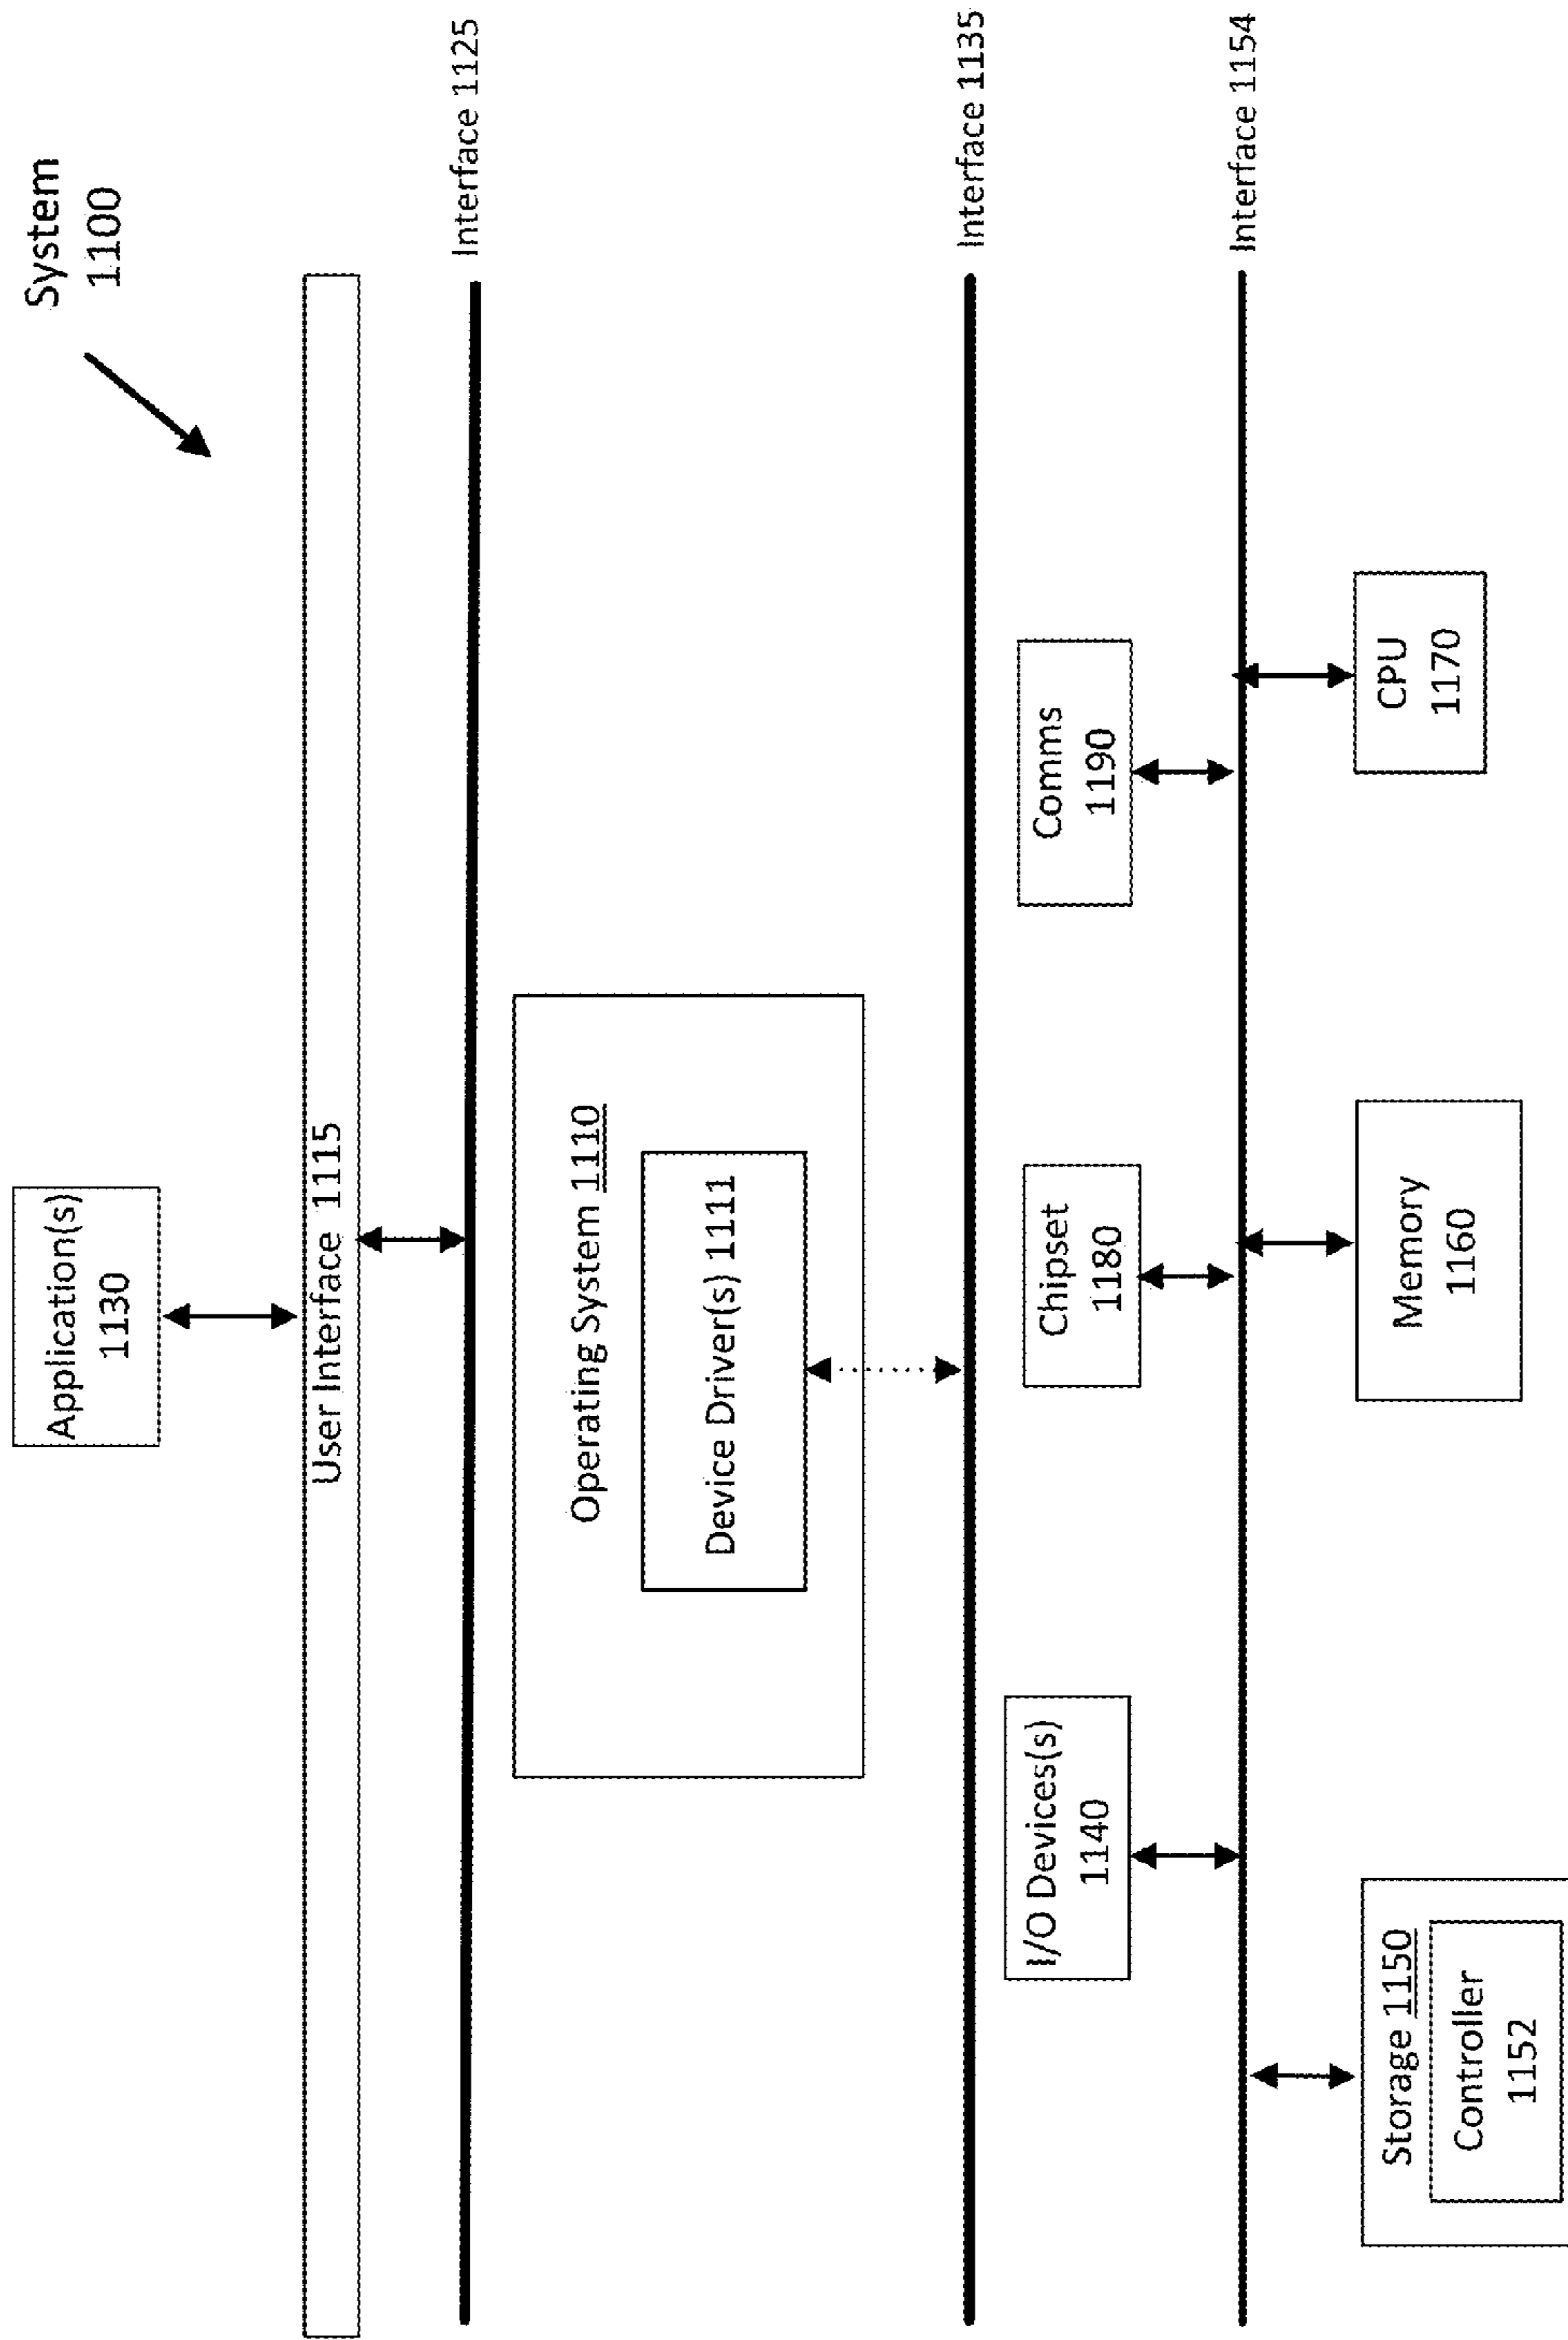 System
1100
Application(s)
1130
User Interface 1115
Interface 1125
Operating System 1110
Device Driver(s) 1111
Interface 1135
I/O Devices(s)
1140
Chipset
1180
Comms
1190
Interface 1154
Storage 1150
Controller
1152
Memory
1160
CPU
1170